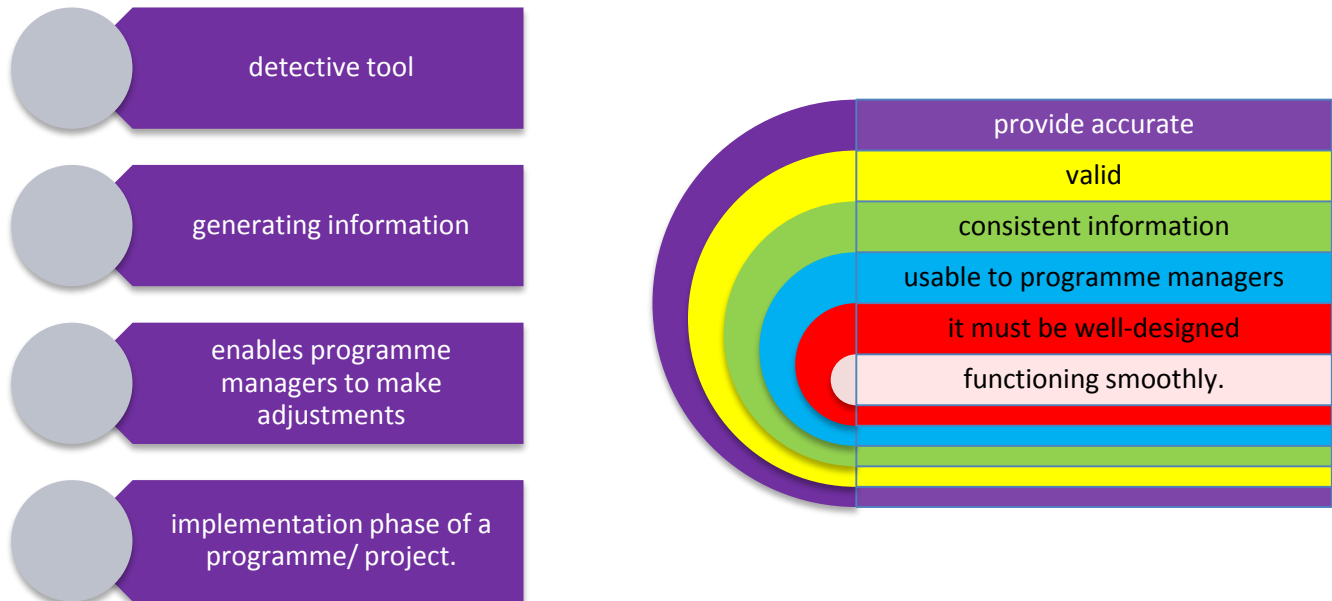 detective tool
generating information
enables programme
managers to make
adjustments
implementation phase of a
programme/ project.
provide accurate
valid
consistent information
usable to programme managers
it must be well-designed
functioning smoothly.